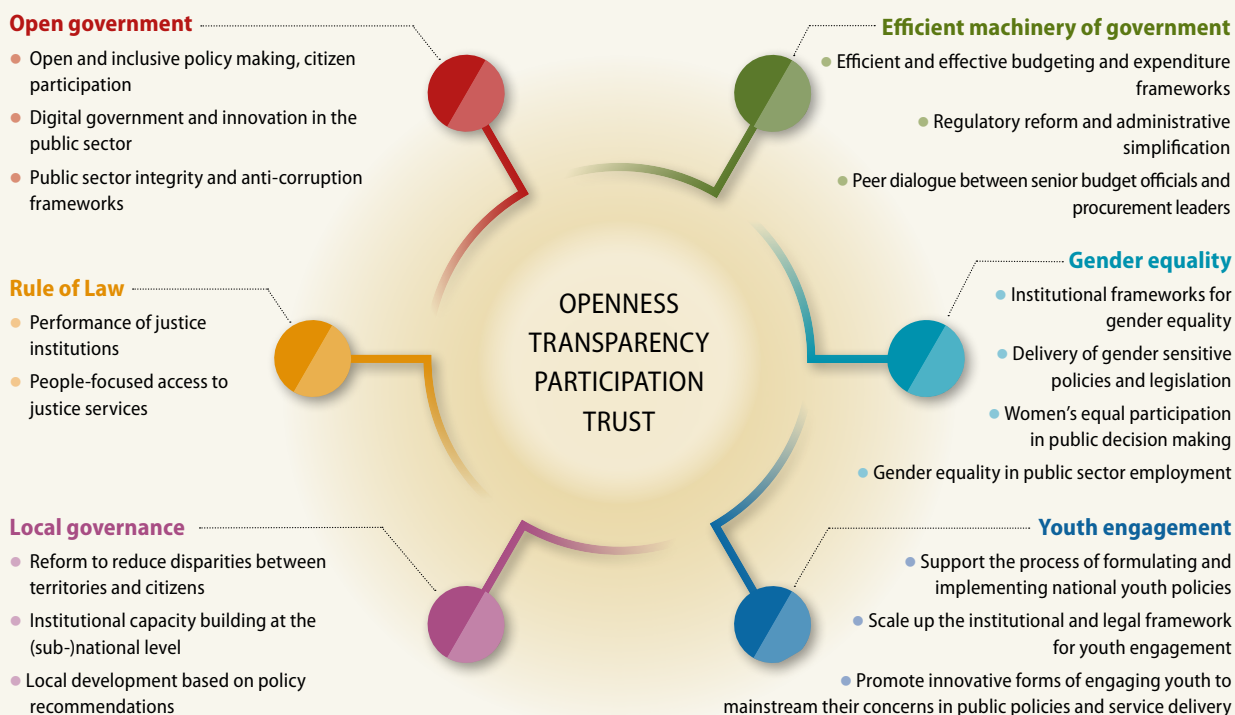 Open government
● Open and inclusive policy making, citizen
participation
● Digital government and innovation in the
public sector
● Public sector integrity and anti-corruption
frameworks
Efficient machinery of government
● Efficient and effective budgeting and expenditure
frameworks
● Regulatory reform and administrative
simplification
● Peer dialogue between senior budget officials and
procurement leaders
Rule of Law
● Performance of justice
institutions
● People-focused access to
justice services
OPENNESS
TRANSPARENCY
PARTICIPATION
TRUST
Gender equality
● Institutional frameworks for
gender equality
● Delivery of gender sensitive
policies and legislation
● Women's equal participation
in public decision making
● Gender equality in public sector employment
Local governance
● Reform to reduce disparities between
territories and citizens
● Institutional capacity building at the
(sub-)national level
● Local development based on policy
recommendations
Youth engagement
● Support the process of formulating and
implementing national youth policies
● Scale up the institutional and legal framework
for youth engagement
● Promote innovative forms of engaging youth to
mainstream their concerns in public policies and service delivery